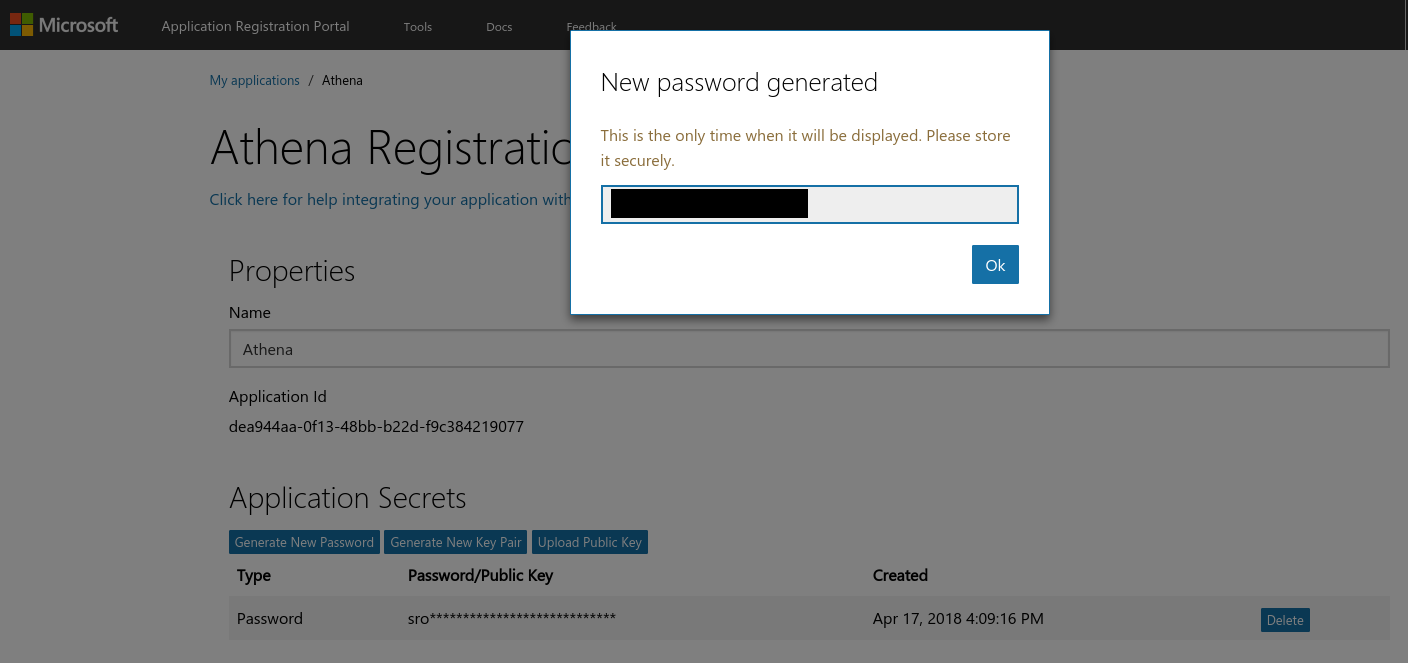 Microsoft Application Registration Portal Tools Docs Feedback
My applications / Athena
Athena Registratio
Click here for help integrating your application with
New password generated
This is the only time when it will be displayed. Please store
it securely.
Ok
Properties
Name
Athena
Application Id
dea944aa-0f13-48bb-b22d-f9c384219077
Application Secrets
Generate New Password Generate New Key Pair Upload Public Key
Type Password/Public Key Created
Password sro**************************** Apr 17, 2018 4:09:16 PM Delete